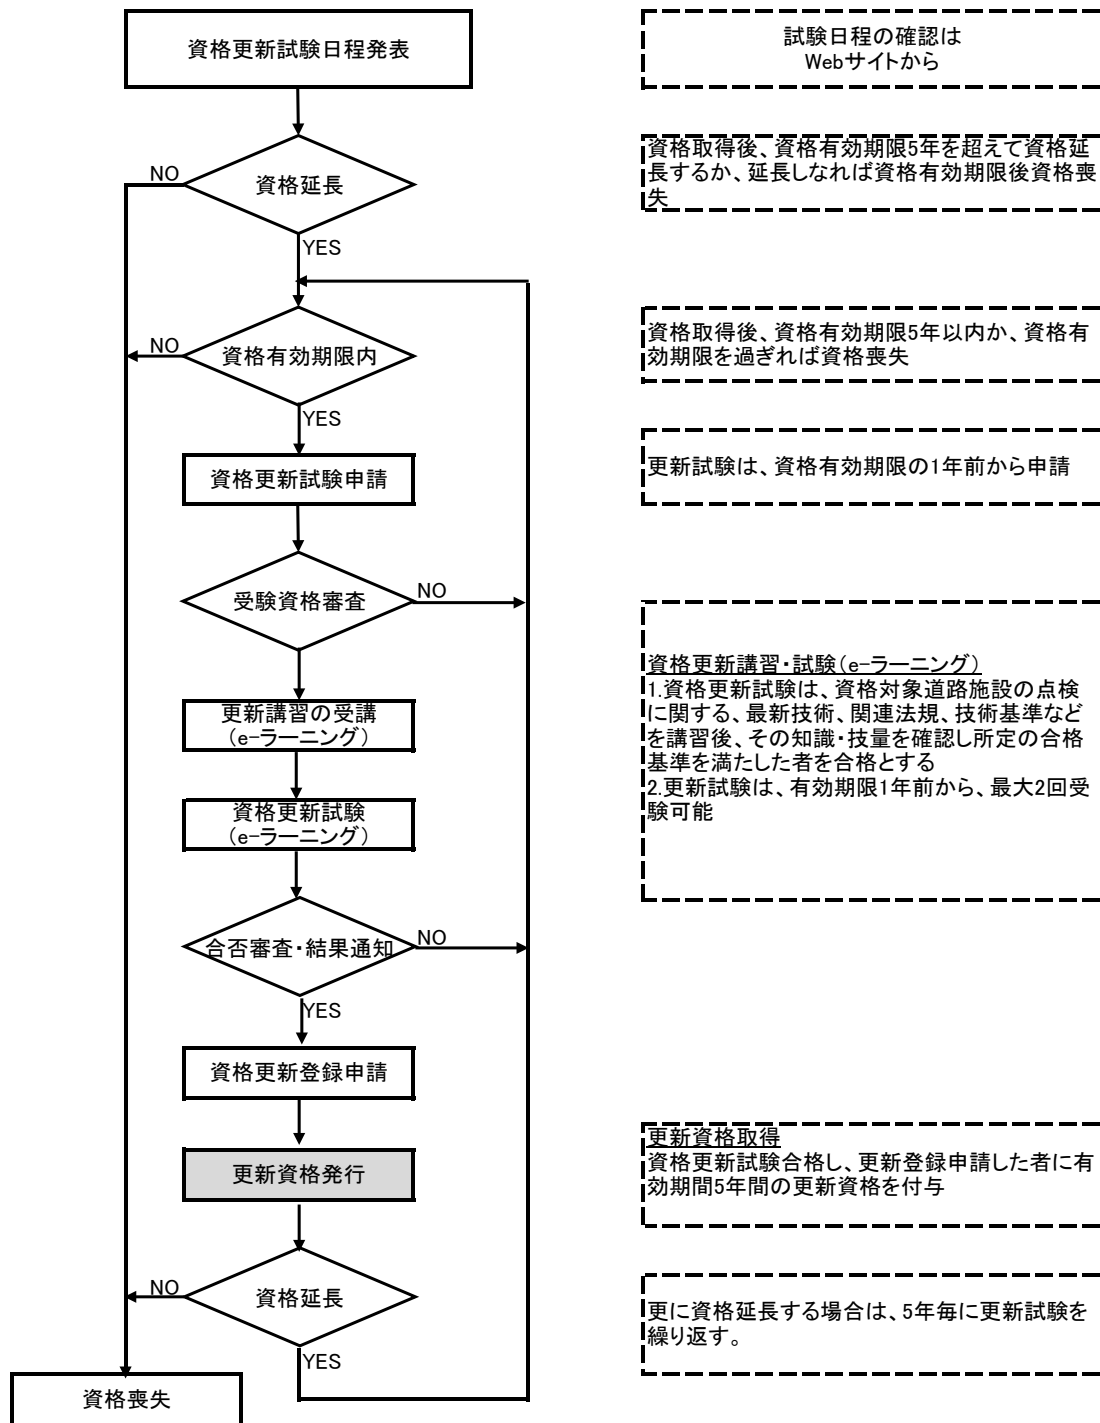 資格更新試験日程発表
試験日程の確認は
Webサイトから
資格延長
NO
YES
資格取得後、資格有効期限5年を超えて資格延
長するか、延長しなれば資格有効期限後資格喪
失
資格有効期限内
NO
YES
資格取得後、資格有効期限5年以内か、資格有
効期限を過ぎれば資格喪失
資格更新試験申請
更新試験は、資格有効期限の1年前から申請
受験資格審査
NO
更新講習の受講
（e-ラーニング）
資格更新試験
（e-ラーニング）
資格更新講習・試験（e-ラーニング）
1.資格更新試験は、資格対象道路施設の点検
に関する、最新技術、関連法規、技術基準など
を講習後、その知識・技量を確認し所定の合格
基準を満たした者を合格とする
2.更新試験は、有効期限1年前から、最大2回受
験可能
合否審査・結果通知
NO
YES
資格更新登録申請
更新資格発行
更新資格取得
資格更新試験合格し、更新登録申請した者に有
効期間5年間の更新資格を付与
資格延長
NO
YES
更に資格延長する場合は、5年毎に更新試験を
繰り返す。
資格喪失